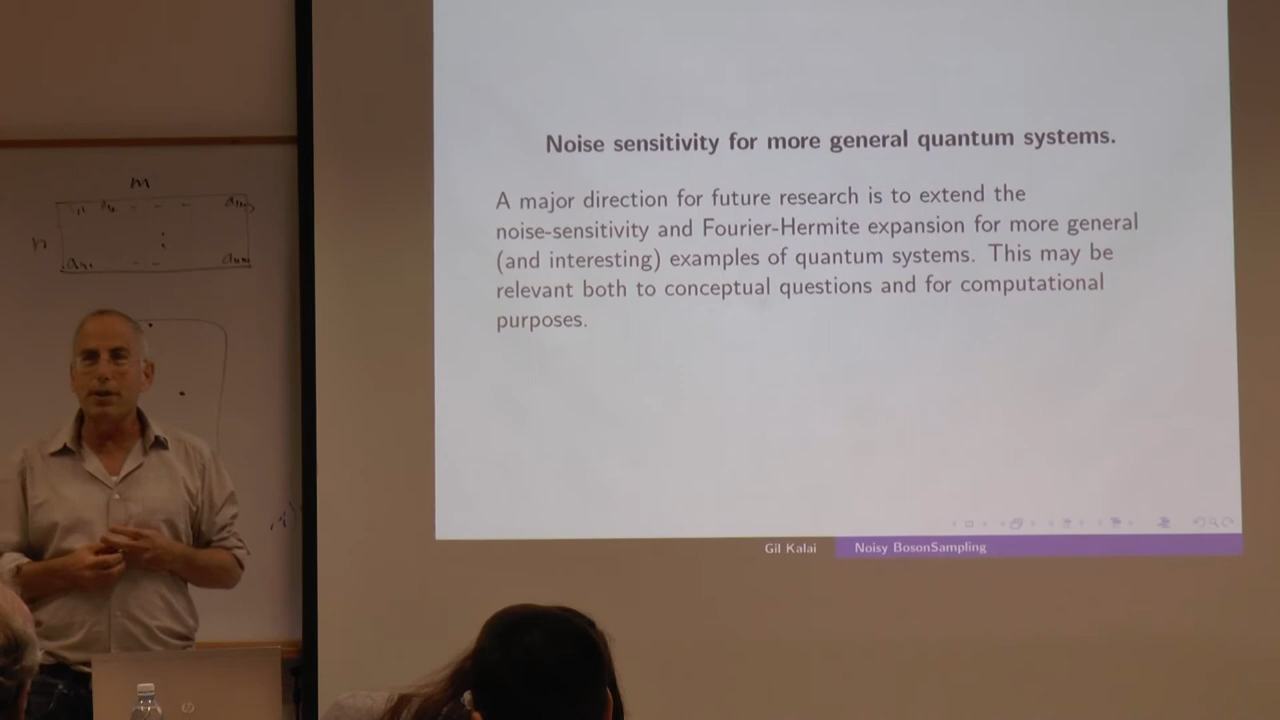 m
n
Noise sensitivity for more general quantum systems.
A major direction for future research is to extend the
noise-sensitivity and Fourier-Hermite expansion for more general
(and interesting) examples of quantum systems. This may be
relevant both to conceptual questions and for computational
purposes.
Gil Kalai Noisy BosonSampling
hp